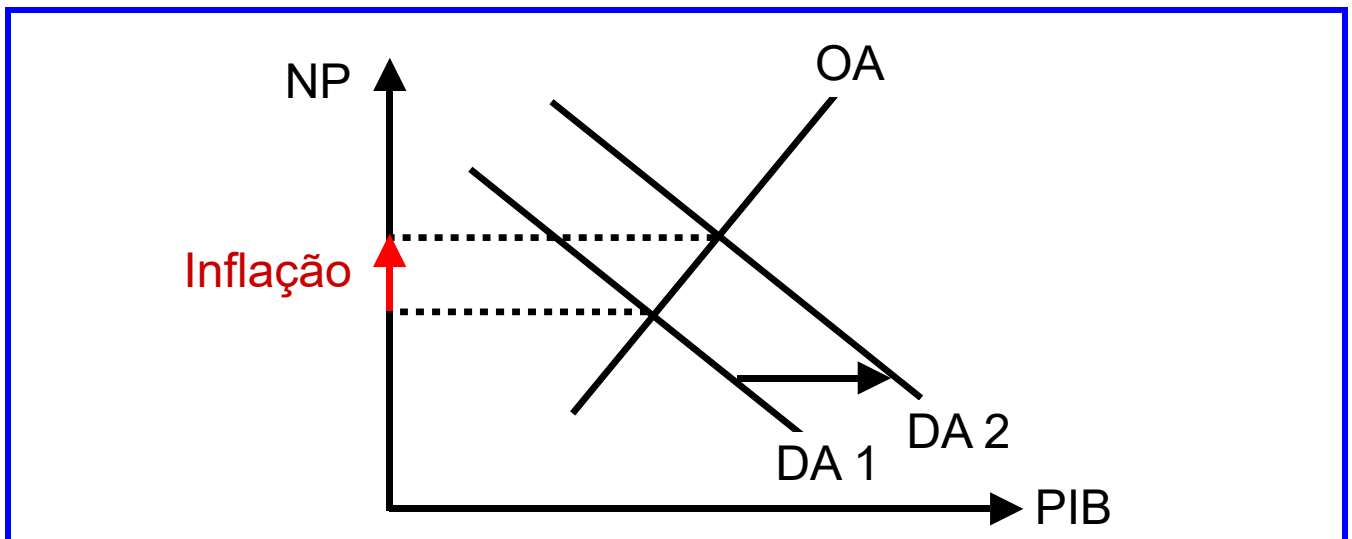 OA
NP
Inflação
DA 2
DA 1
PIB